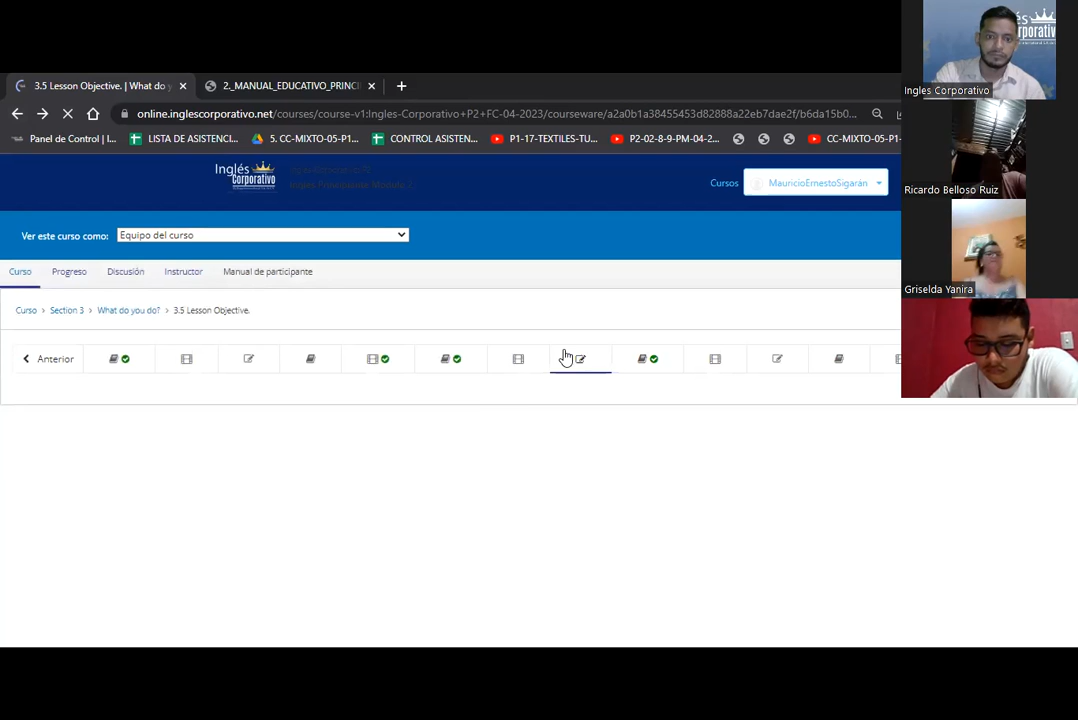 3.5 Lesson Objective. | What do y
2._MANUAL_EDUCATIVO_PRINCI
online.inglescorporativo.net/courses/course-v1:Ingles-Corporativo+P2+FC-04-2023/courseware/a2a0b1a38455453d82888a22eb7dae2f/b6da15b0...
Panel de Control | I...
LISTA DE ASISTENCI...
5. CC-MIXTO-05-P1...
CONTROL ASISTEN...
P1-17-TEXTILES-TU...
P2-02-8-9-PM-04-2...
CC-MIXTO-05-P1-
Inglés
Corporativo
Cursos
MauricioErnestoSigarán
Ver este curso como:
Equipo del curso
Curso
Progreso
Discusión
Instructor
Manual de participante
Curso
Section 3
What do you do?
3.5 Lesson Objective.
Anterior
Ingles Corporativo
Ricardo Belloso Ruiz
Griselda Yanira